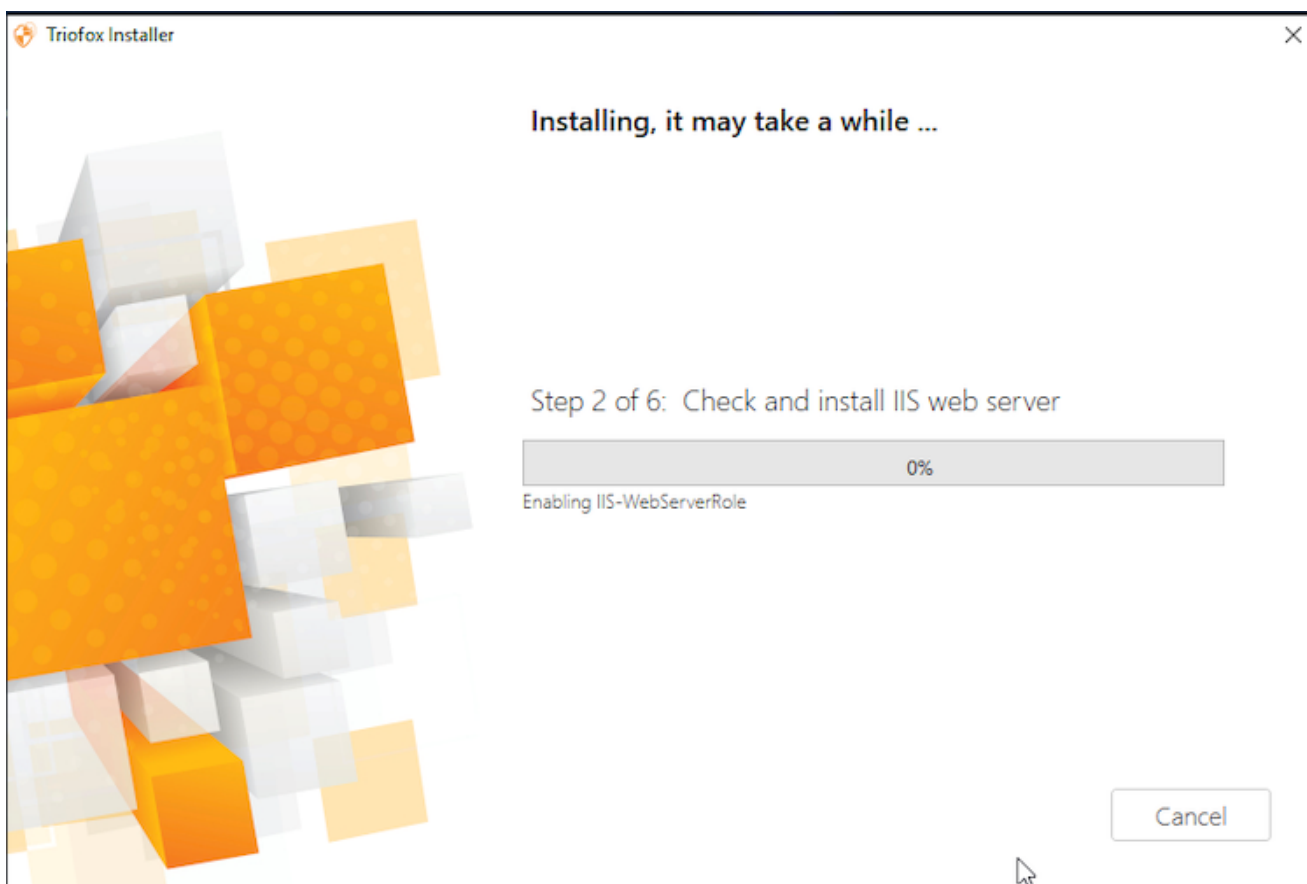 Triofox Installer
Installing, it may take a while ...
Step 2 of 6: Check and install IIS web server
0%
Enabling IIS-WebServerRole
Cancel